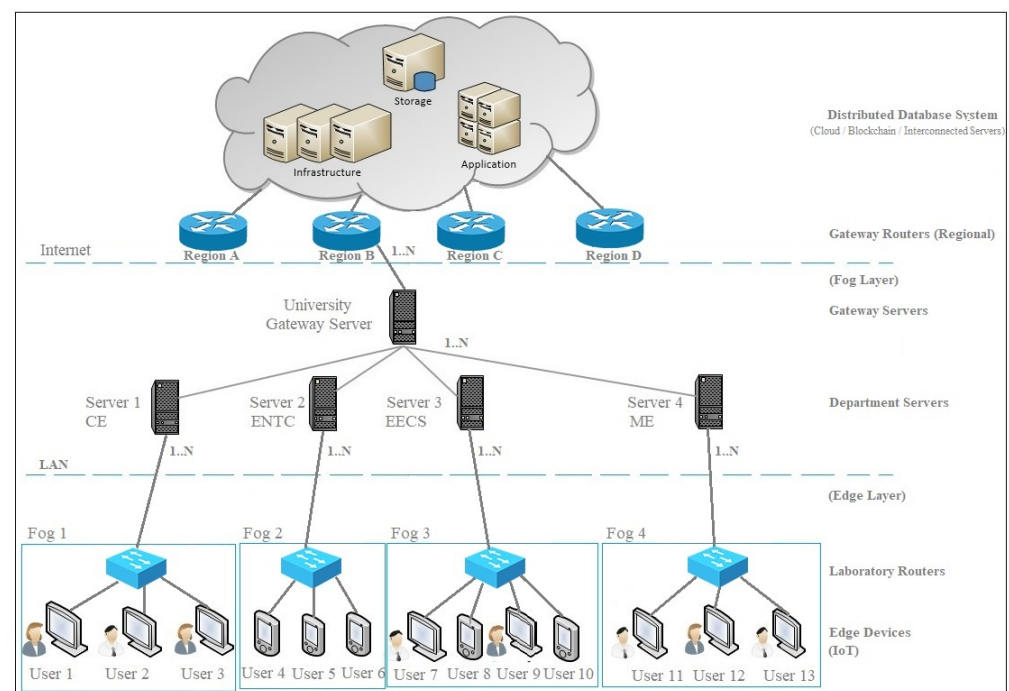 Storage
Infrastructure
Application
Distributed Database System
(Cloud / Blockchain / Interconnected Servers)
Region A
Region B
Region C
Region D
Gateway Routers (Regional)
Internet
1..N
(Fog Layer)
University
Gateway Server
Gateway Servers
1..N
Server 1
CE
Server 2
ENTC
Server 3
EECS
Server 4
ME
Department Servers
1..N
1..N
1..N
1..N
LAN
(Edge Layer)
Fog 1
Fog 2
Fog 3
Fog 4
Laboratory Routers
Edge Devices
(IoT)
User 1
User 2
User 3
User 4
User 5
User 6
User 7
User 8
User 9
User 10
User 11
User 12
User 13